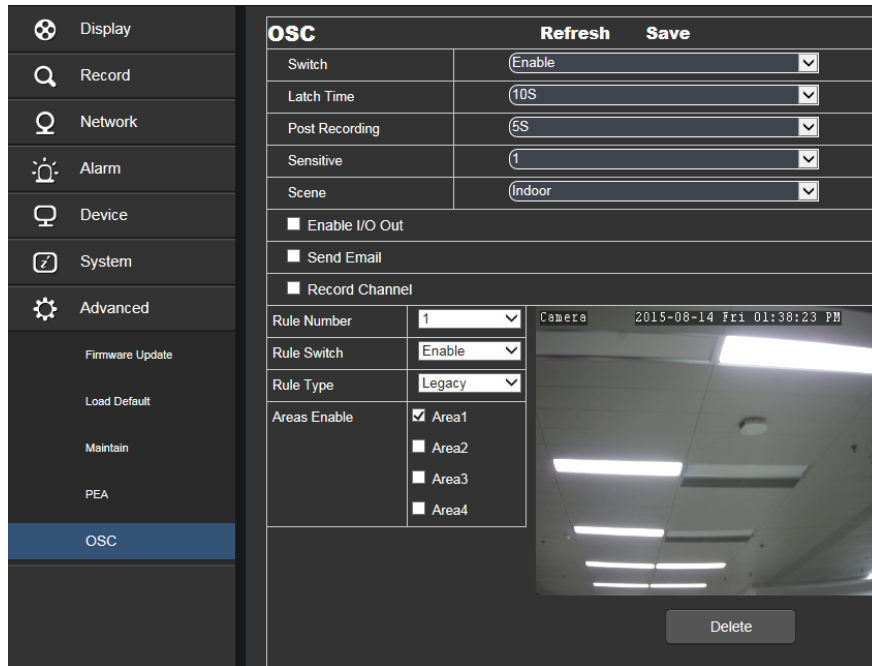 Display
Record
Network
Alarm
Device
System
Advanced
Firmware Update
Load Default
Maintain
PEA
OSC
OSC Refresh Save
Switch Enable
Latch Time 10S
Post Recording 5S
Sensitive 1
Scene Indoor
Enable I/O Out
Send Email
Record Channel
Rule Number 1
Rule Switch Enable
Rule Type Legacy
Areas Enable Area1
Area2
Area3
Area4
Camera 2015-08-14 Fri 01:38:23 PM
Delete